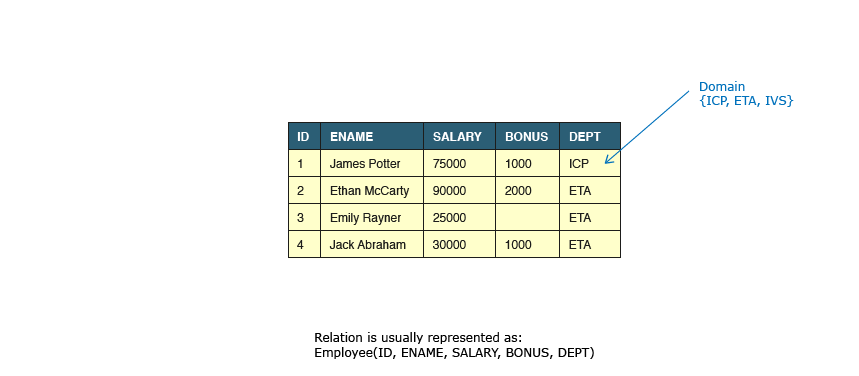 Domain
{ICP, ETA, IVS}
ID ENAME SALARY BONUS DEPT
1 James Potter 75000 1000 ICP
2 Ethan McCarty 90000 2000 ETA
3 Emily Rayner 25000 ETA
4 Jack Abraham 30000 1000 ETA
Relation is usually represented as:
Employee(ID, ENAME, SALARY, BONUS, DEPT)